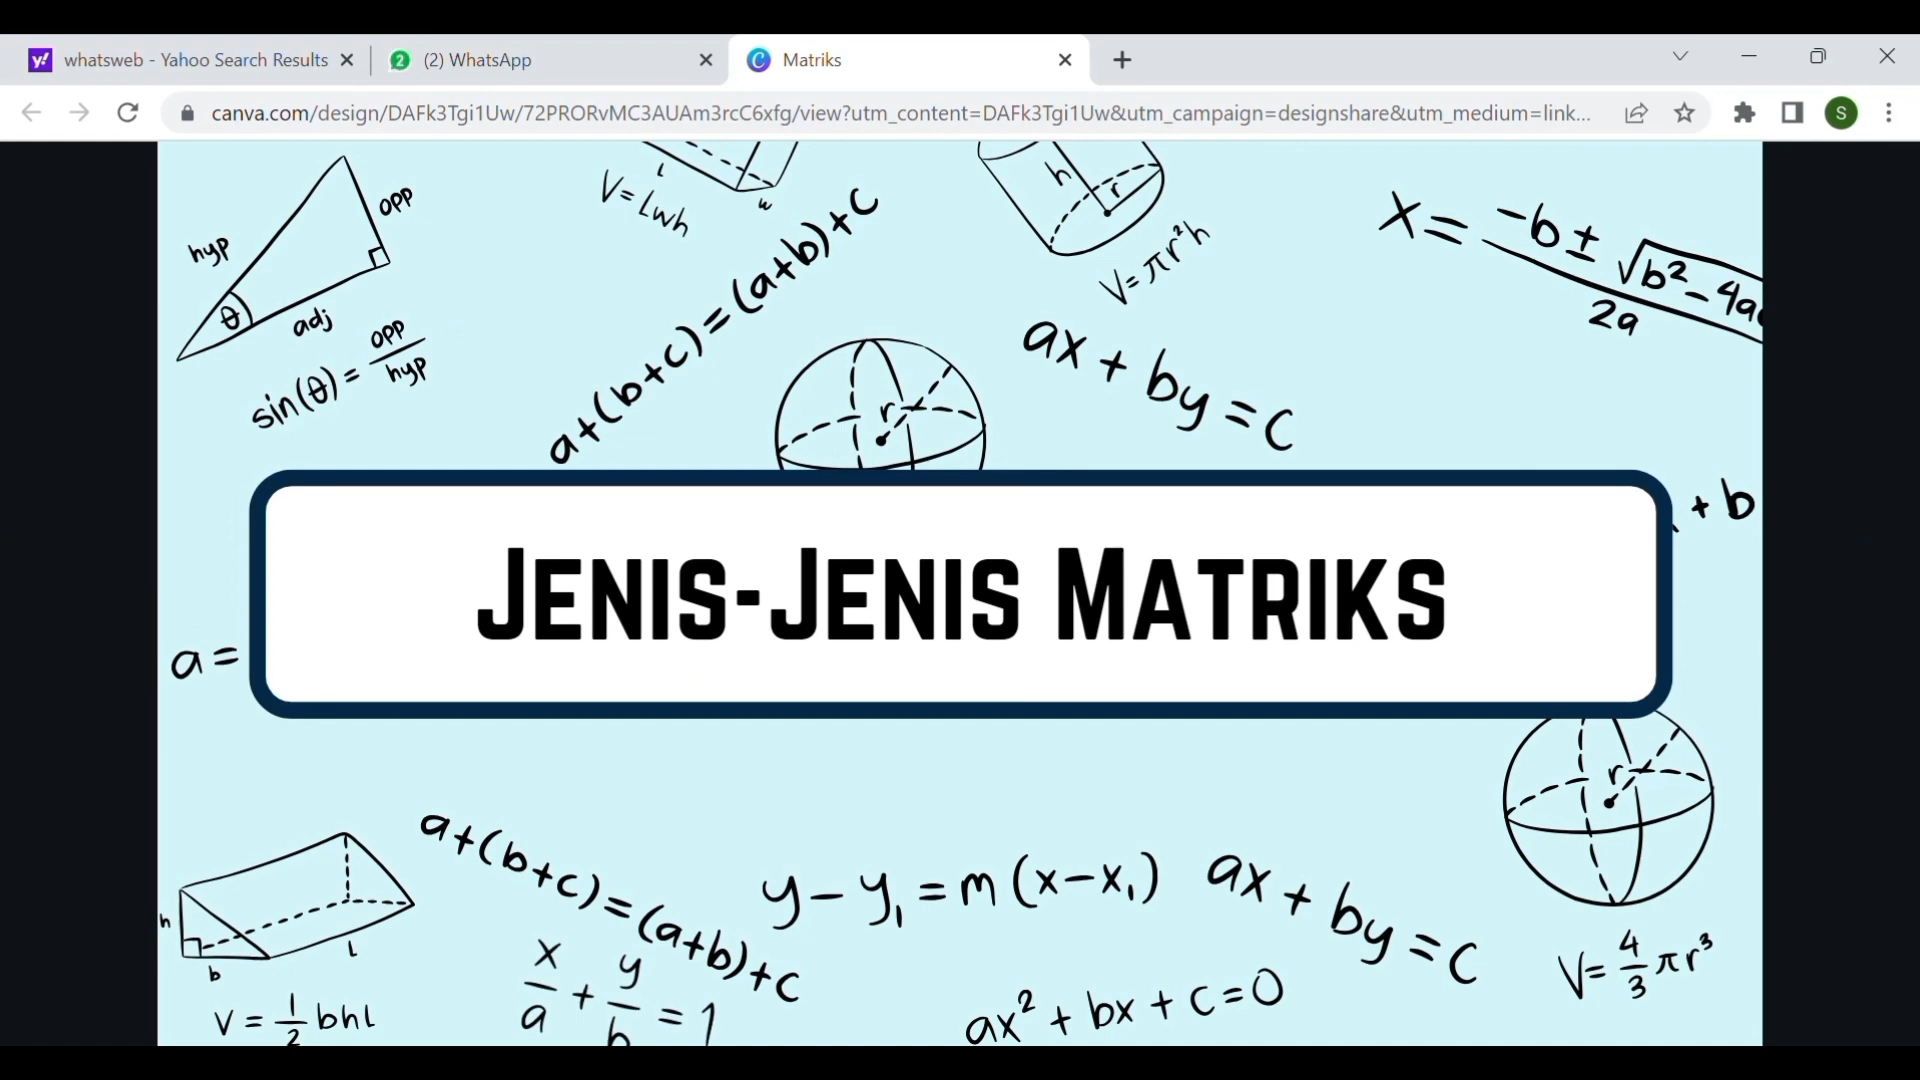 whatsweb - Yahoo Search Results
(2) WhatsApp
Matriks
canva.com/design/DAFk3Tgi1Uw/72PRORvMC3AUAm3rcC6xfg/view?utm_content=DAFk3Tgi1Uw&utm_campaign=designshare&utm_medium=link...
S
hyp
opp
θ
adj
sin(θ) = opp/hyp
l
w
V = lwh
a+(b+c)=(a+b)+c
h
r
V=πr²h
x = -b ± √b² - 4a
2a
r
ax + by = c
+ b
JENIS-JENIS MATRIKS
a =
r
V = 4/3 πr³
h
b
l
V = 1/2 bhl
a+(b+c)=(a+b)+c
x/a + y/b = 1
y - y₁ = m(x-x₁)
ax + by = c
ax² + bx + c = 0